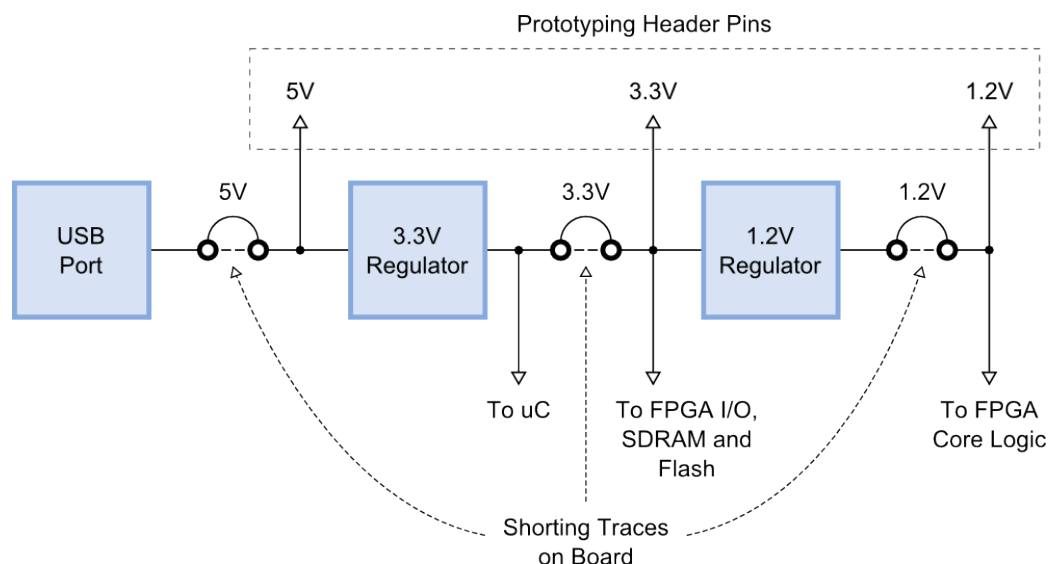 Prototyping Header Pins
5V
3.3V
1.2V
5V
3.3V
1.2V
USB
Port
3.3V
Regulator
1.2V
Regulator
To uC
To FPGA I/O,
SDRAM and
Flash
To FPGA
Core Logic
Shorting Traces
on Board